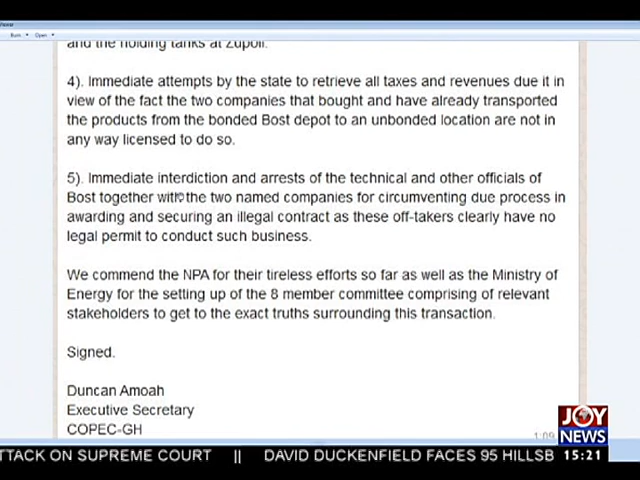 Burn Open
and the holding tanks at Zupoli.
4). Immediate attempts by the state to retrieve all taxes and revenues due it in
view of the fact the two companies that bought and have already transported
the products from the bonded Bost depot to an unbonded location are not in
any way licensed to do so.
5). Immediate interdiction and arrests of the technical and other officials of
Bost together with the two named companies for circumventing due process in
awarding and securing an illegal contract as these off-takers clearly have no
legal permit to conduct such business.
We commend the NPA for their tireless efforts so far as well as the Ministry of
Energy for the setting up of the 8 member committee comprising of relevant
stakeholders to get to the exact truths surrounding this transaction.
Signed.
Duncan Amoah
Executive Secretary
COPEC-GH
1:09
JOY
NEWS
TTACK ON SUPREME COURT || DAVID DUCKENFIELD FACES 95 HILLSB 15:21